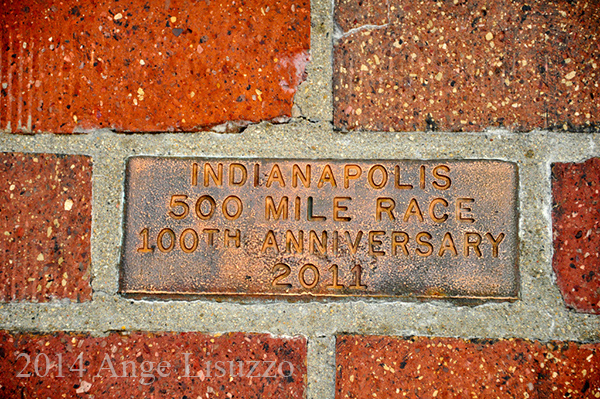 INDIANAPOLIS
500 MILE RACE
100TH ANNIVERSARY
2011
2014 Ange Lisuzzo